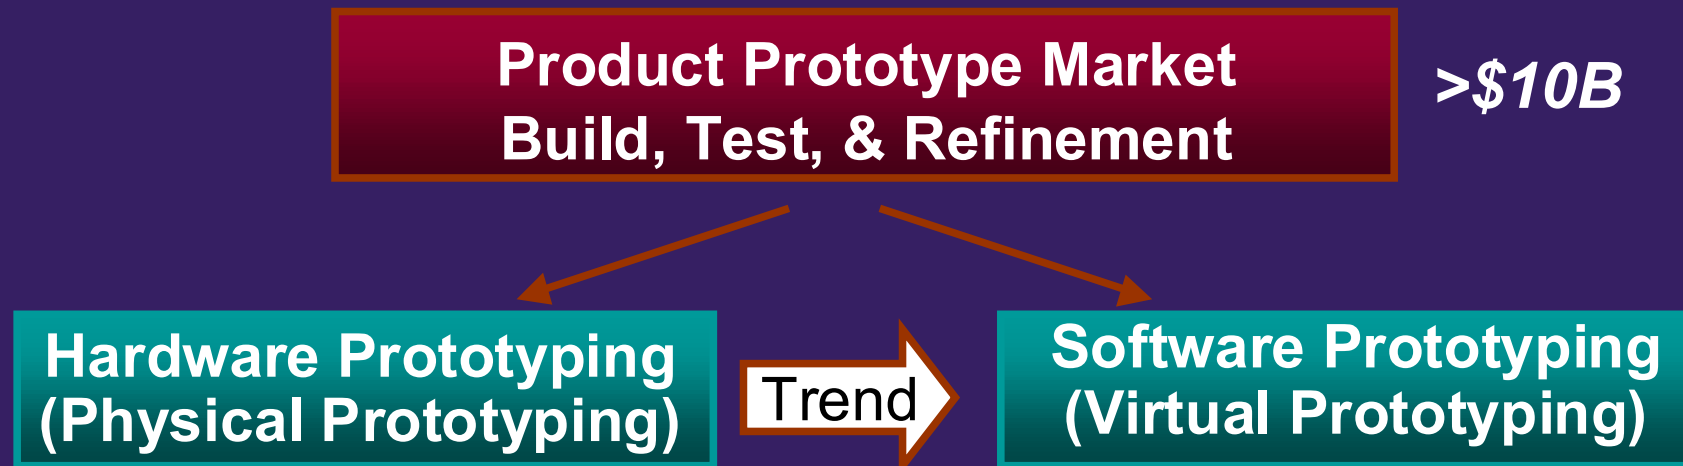 Product Prototype Market
Build, Test, & Refinement
>$10B
Hardware Prototyping
(Physical Prototyping)
Trend
Software Prototyping
(Virtual Prototyping)